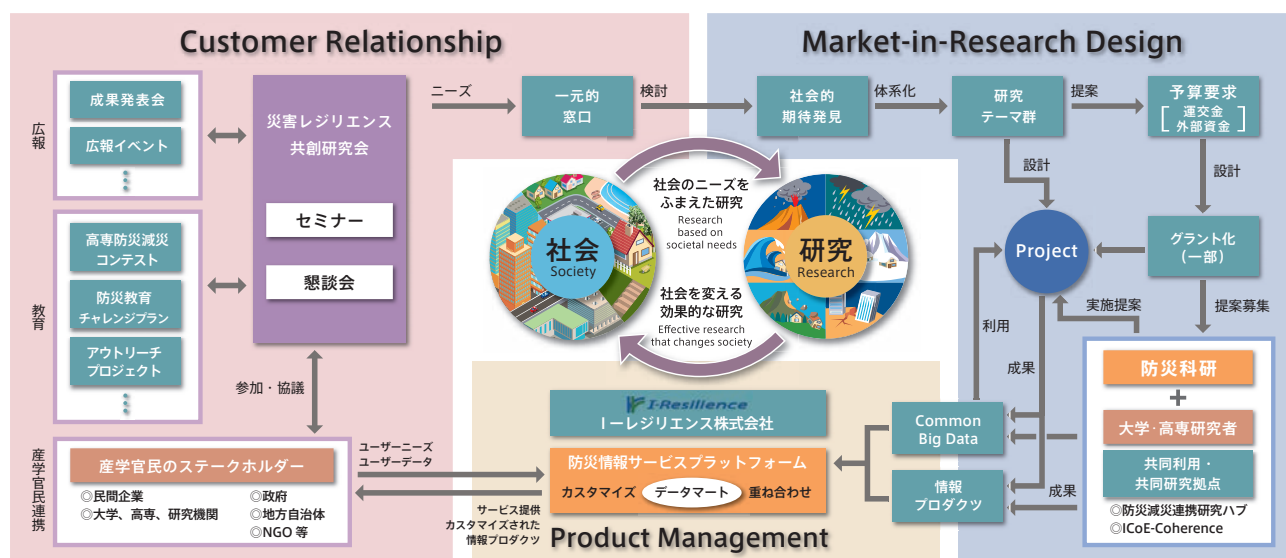 Customer Relationship
広報
成果発表会
広報イベント
教育
高専防災減災
コンテスト
防災教育
チャレンジプラン
アウトリーチ
プロジェクト
災害レジリエンス
共創研究会
セミナー
懇談会
ニーズ
一元的
窓口
検討
参加・協議
産学官民連携
産学官民のステークホルダー
◎民間企業
◎大学、高専、研究機関
◎政府
◎地方自治体
◎NGO 等
ユーザーニーズ
ユーザーデータ
サービス提供
カスタマイズされた
情報プロダクツ
Market-in-Research Design
社会的
期待発見
体系化
研究
テーマ群
提案
予算要求
[運交金
外部資金]
設計
設計
Project
グラント化
(一部)
実施提案
提案募集
利用
成果
防災科研
+
大学・高専研究者
共同利用・
共同研究拠点
◎防災減災連携研究ハブ
◎ICoE-Coherence
成果
Common
Big Data
情報
プロダクツ
社会
Society
社会のニーズを
ふまえた研究
Research
based on
societal needs
研究
Research
社会を変える
効果的な研究
Effective research
that changes society
I-Resilience
I－レジリエンス株式会社
防災情報サービスプラットフォーム
カスタマイズ
データマート
重ね合わせ
Product Management